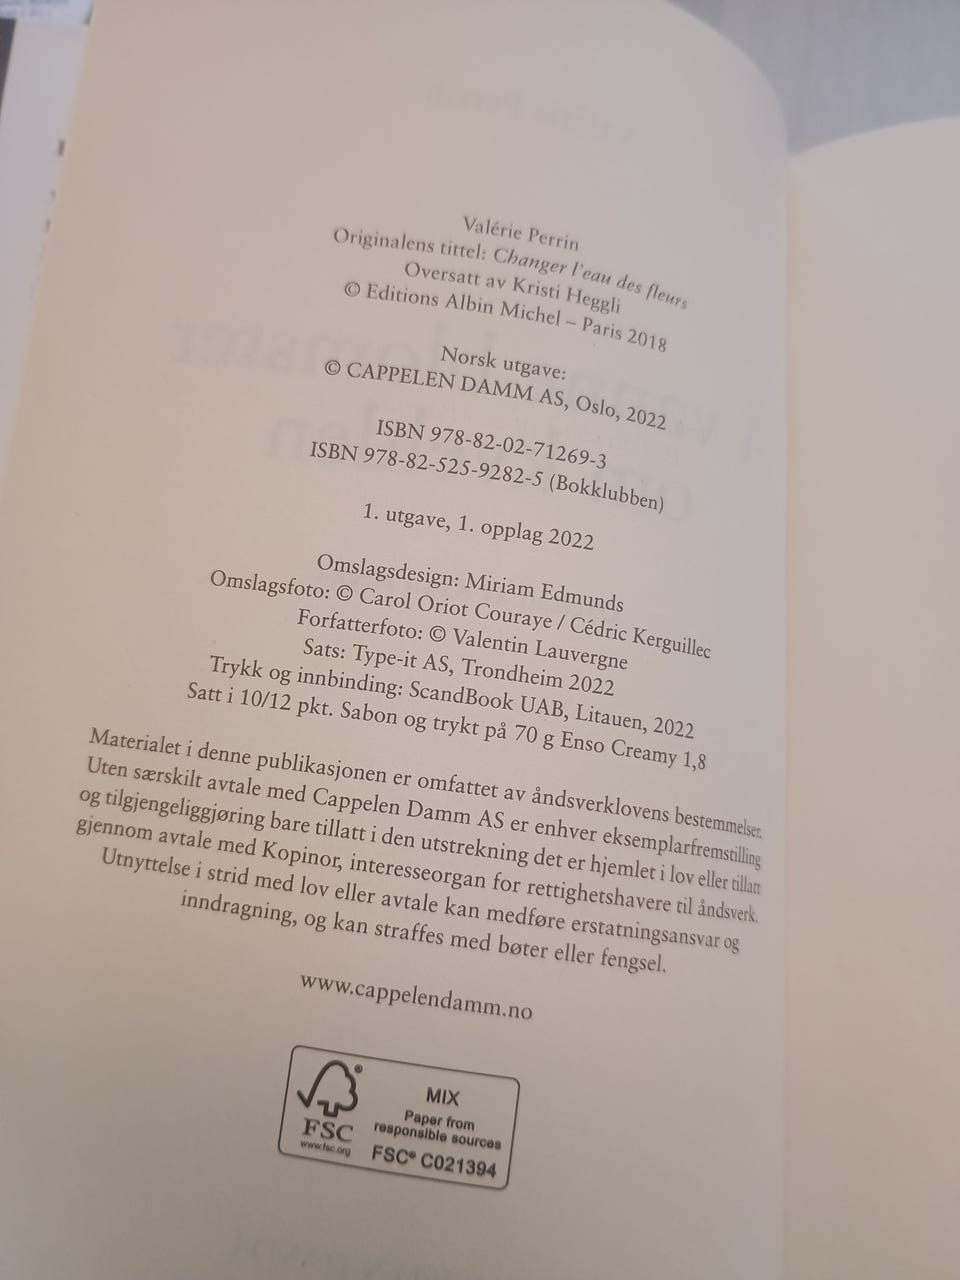 Valérie Perrin
Originalens tittel: Changer l'eau des fleurs
Oversatt av Kristi Heggli
© Editions Albin Michel – Paris 2018
Norsk utgave:
© CAPPELEN DAMM AS, Oslo, 2022
ISBN 978-82-02-71269-3
ISBN 978-82-525-9282-5 (Bokklubben)
1. utgave, 1. opplag 2022
Omslagsdesign: Miriam Edmunds
Omslagsfoto: © Carol Oriot Couraye / Cédric Kerguillec
Forfatterfoto: © Valentin Lauvergne
Sats: Type-it AS, Trondheim 2022
Trykk og innbinding: ScandBook UAB, Litauen, 2022
Satt i 10/12 pkt. Sabon og trykt på 70 g Enso Creamy 1,8
Materialet i denne publikasjonen er omfattet av åndsverklovens bestemmelser.
Uten særskilt avtale med Cappelen Damm AS er enhver eksemplarfremstilling
og tilgjengeliggjøring bare tillatt i den utstrekning det er hjemlet i lov eller tillatt
gjennom avtale med Kopinor, interesseorgan for rettighetshavere til åndsverk.
Utnyttelse i strid med lov eller avtale kan medføre erstatningsansvar og
inndragning, og kan straffes med bøter eller fengsel.
www.cappelendamm.no
FSC®
www.fsc.org
MIX
Paper from
responsible sources
FSC® C021394